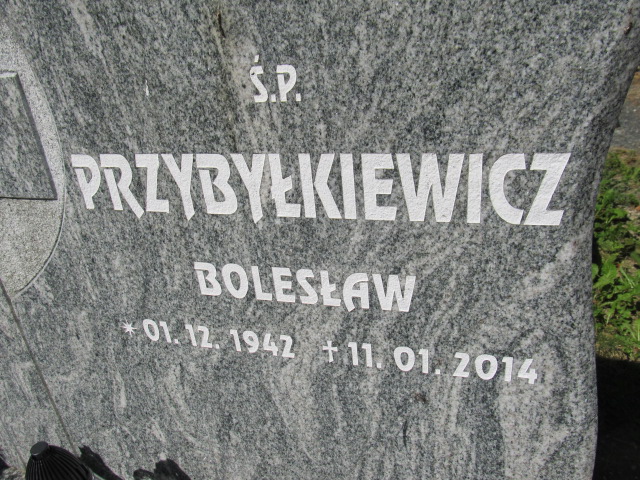 Ś.P.
PRZYBYŁKIEWICZ
BOLESŁAW
* 01. 12. 1942 † 11. 01. 2014